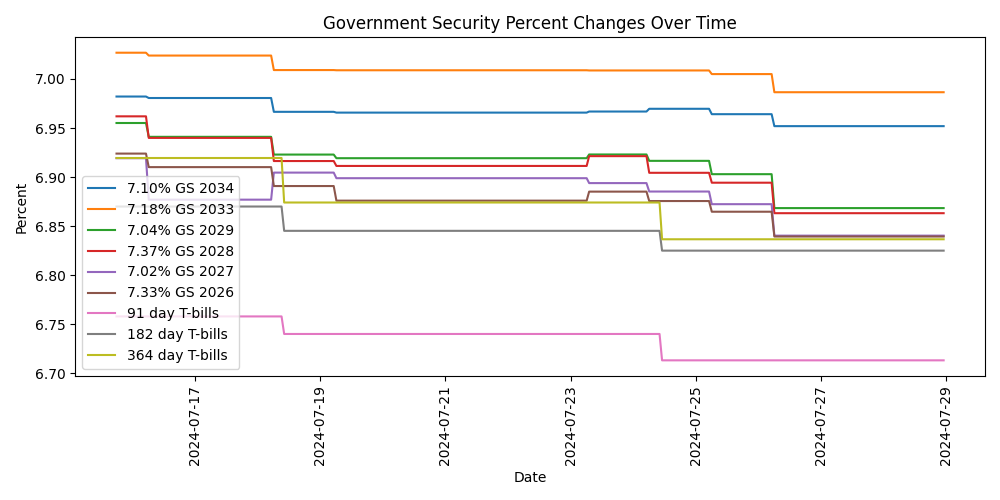 Government Security Percent Changes Over Time
Percent
7.00
6.95
6.90
6.85
6.80
6.75
6.70
7.10% GS 2034
7.18% GS 2033
7.04% GS 2029
7.37% GS 2028
7.02% GS 2027
7.33% GS 2026
91 day T-bills
182 day T-bills
364 day T-bills
2024-07-17
2024-07-19
2024-07-21
2024-07-23
2024-07-25
2024-07-27
2024-07-29
Date